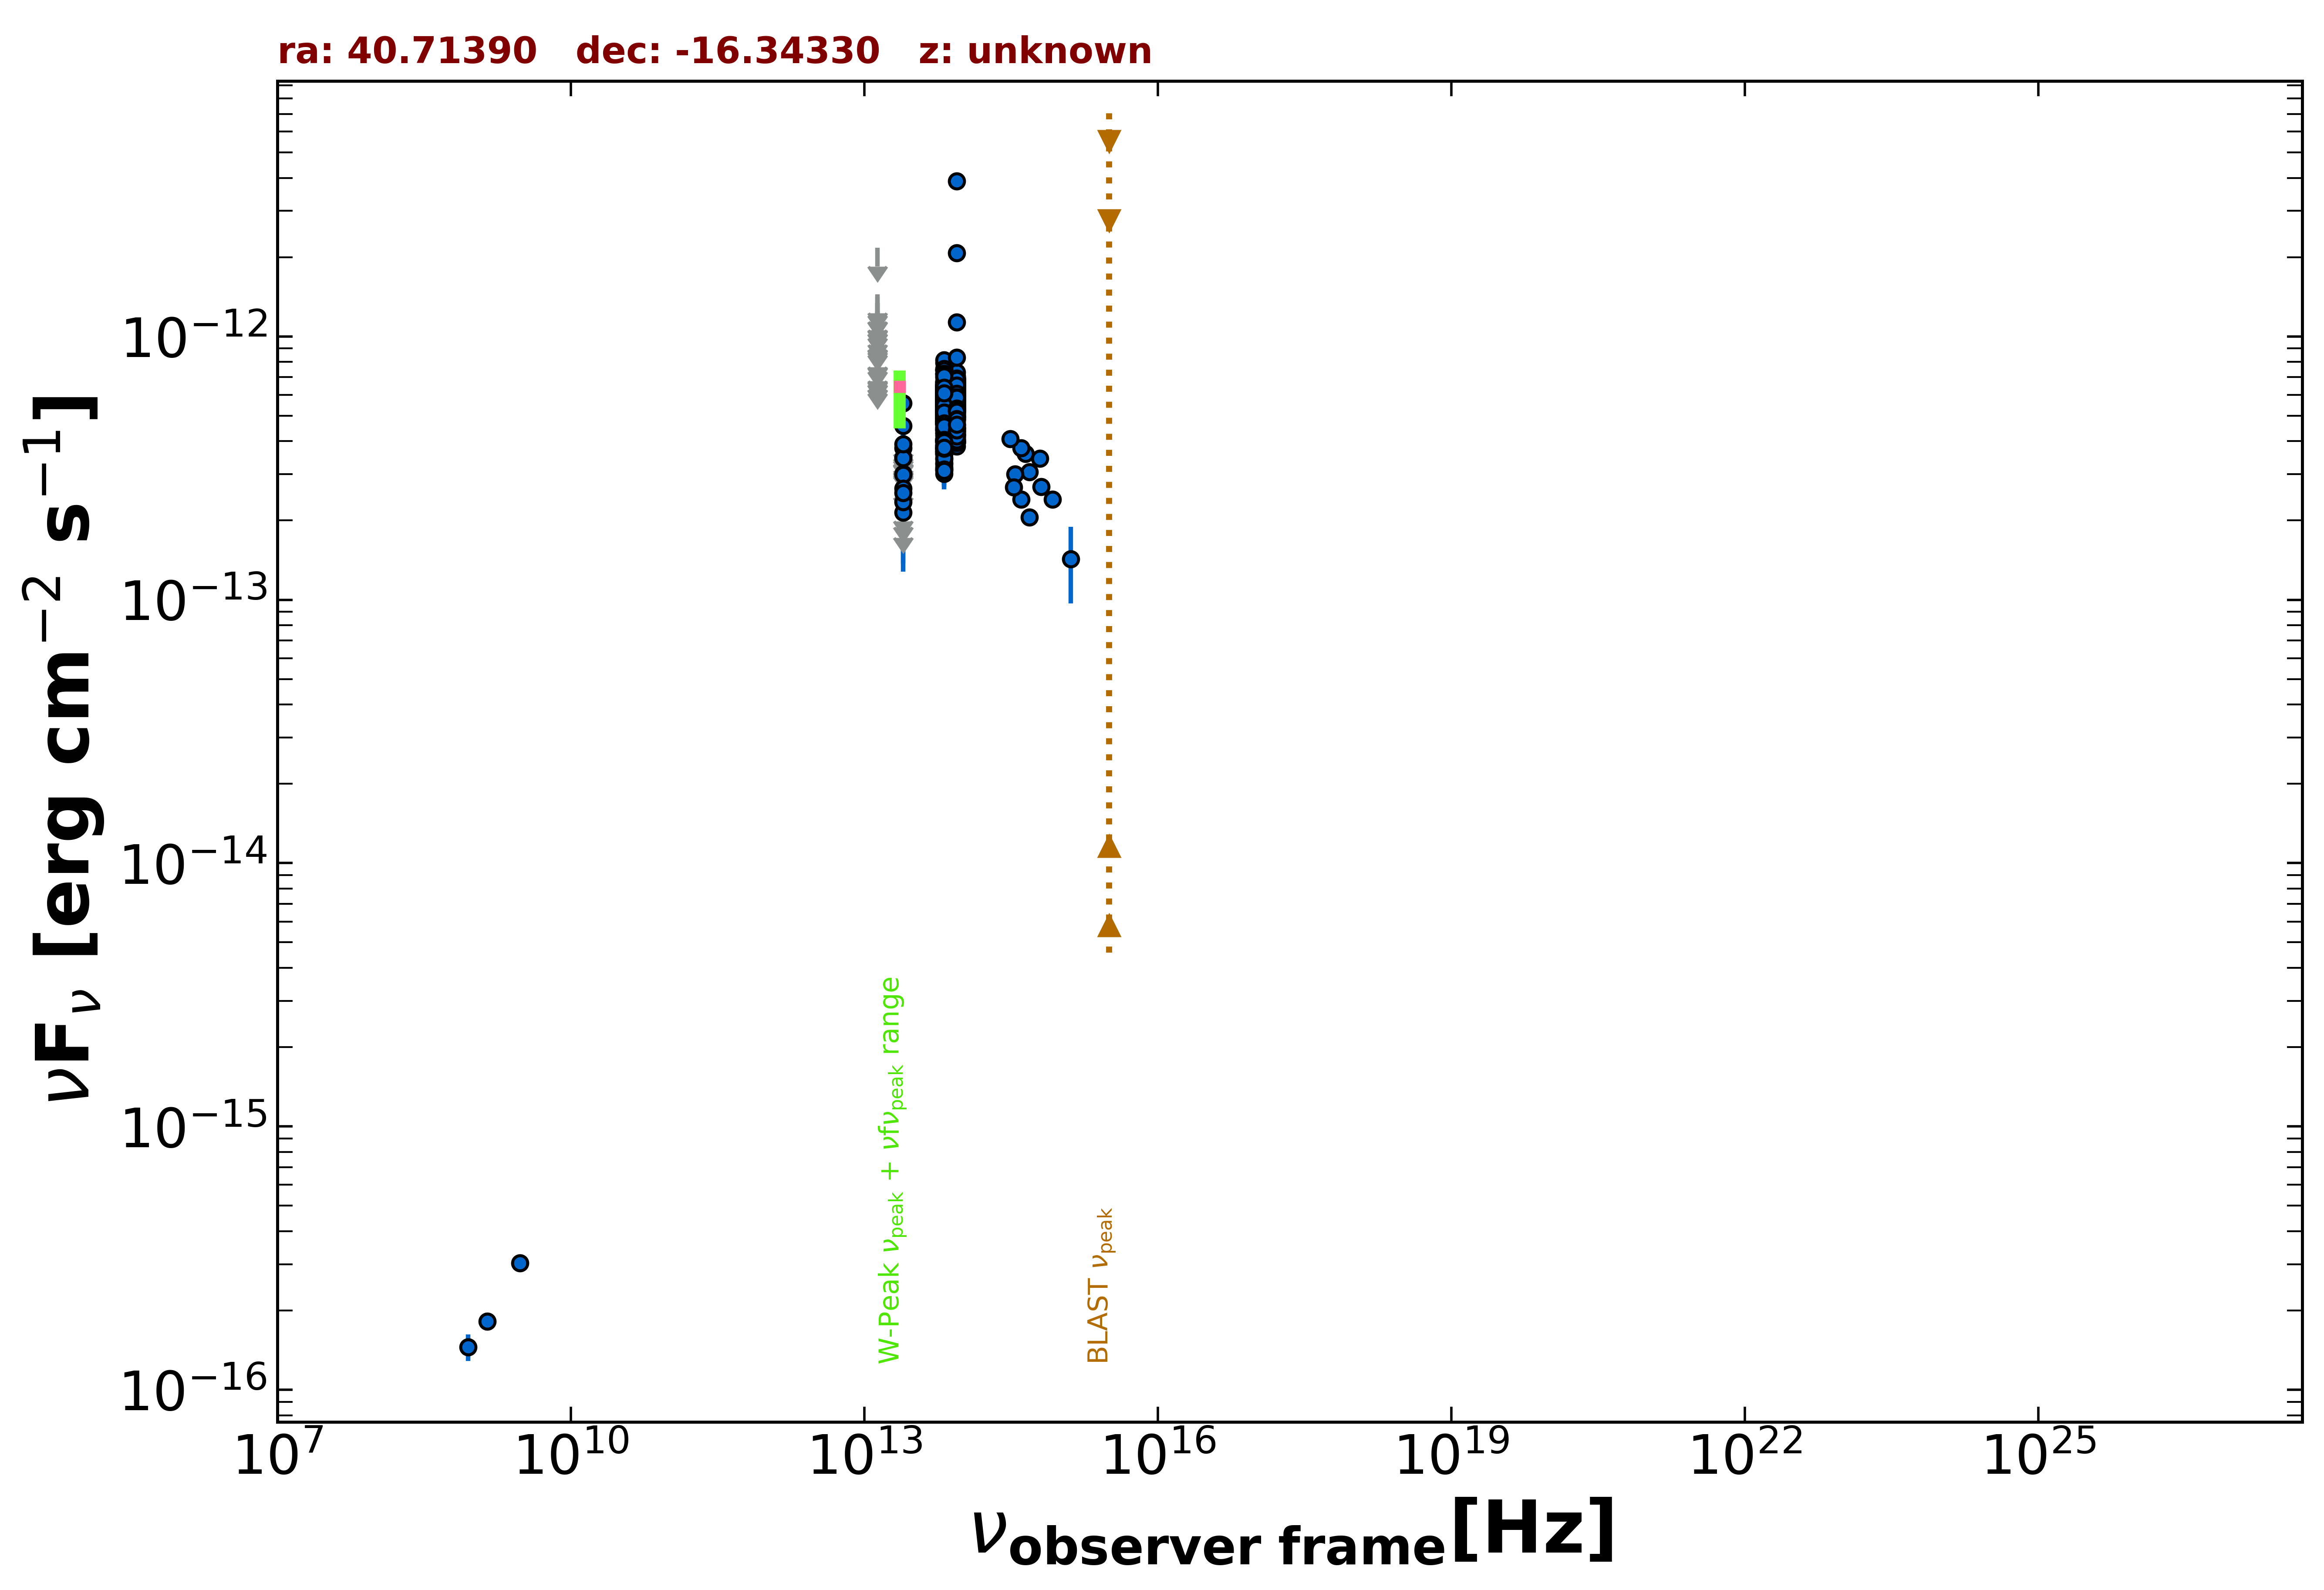 ra: 40.71390   dec: -16.34330   z: unknown
νFν [erg cm−2 s−1]
10−12
10−13
10−14
10−15
10−16
W-Peak νpeak + νfνpeak range
BLAST νpeak
107 1010 1013 1016 1019 1022 1025
νobserver frame[Hz]